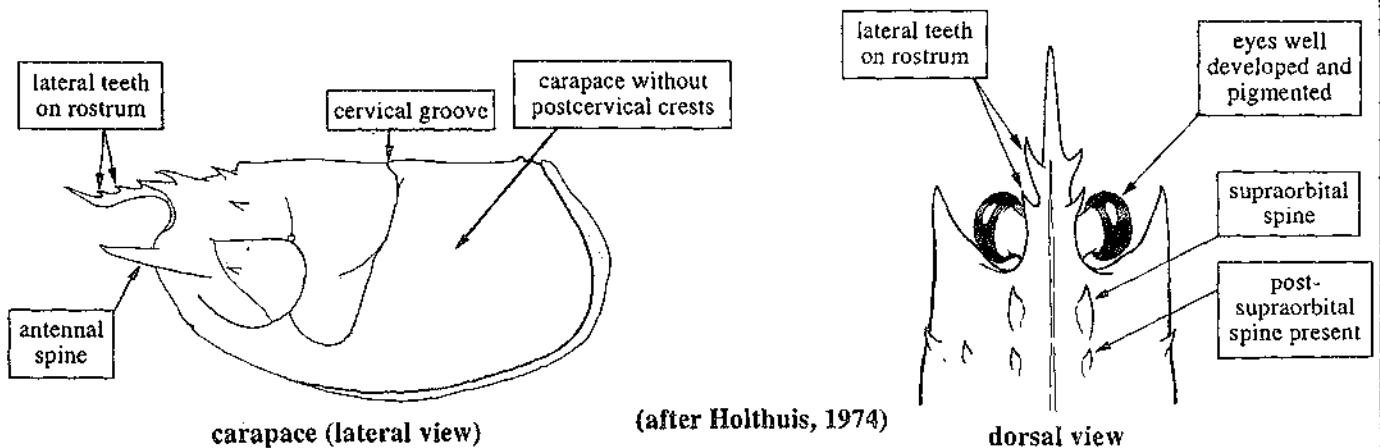 lateral teeth
on rostrum
cervical groove
carapace without
postcervical crests
antennal
spine
carapace (lateral view)
(after Holthuis, 1974)
lateral teeth
on rostrum
eyes well
developed and
pigmented
supraorbital
spine
post-
supraorbital
spine present
dorsal view